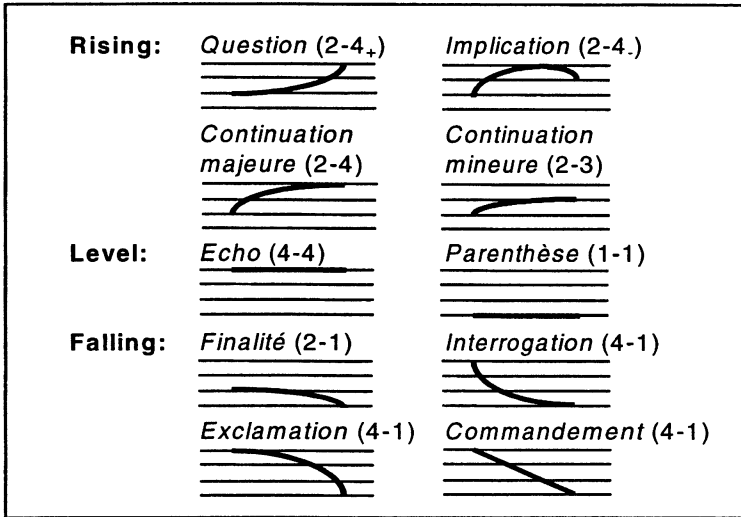 Rising: Question (2-4₊) Implication (2-4₋)
Continuation Continuation
majeure (2-4) mineure (2-3)
Level: Echo (4-4) Parenthèse (1-1)
Falling: Finalité (2-1) Interrogation (4-1)
Exclamation (4-1) Commandement (4-1)